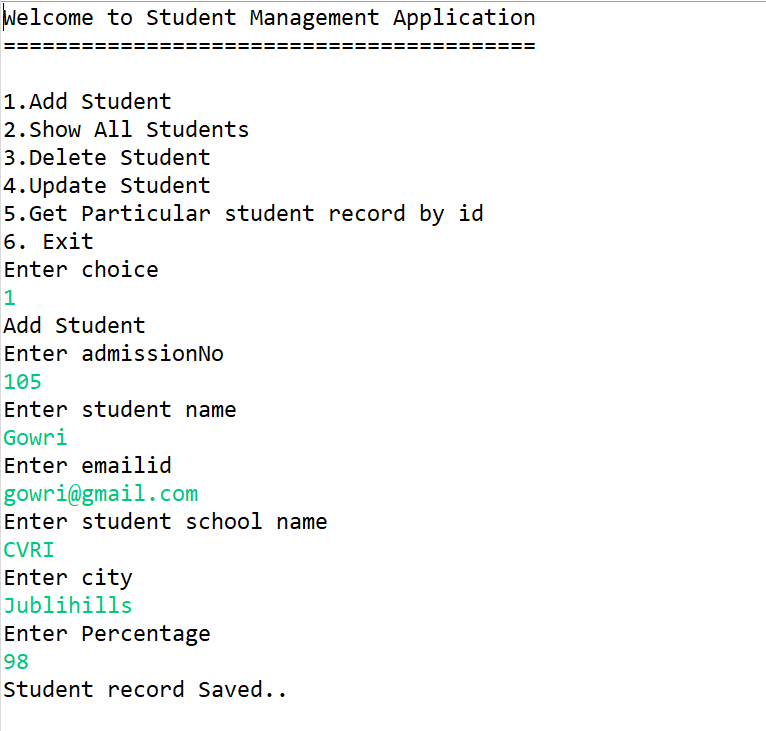 Welcome to Student Management Application
=========================================
1.Add Student
2.Show All Students
3.Delete Student
4.Update Student
5.Get Particular student record by id
6. Exit
Enter choice
1
Add Student
Enter admissionNo
105
Enter student name
Gowri
Enter emailid
gowri@gmail.com
Enter student school name
CVRI
Enter city
Jublihills
Enter Percentage
98
Student record Saved..